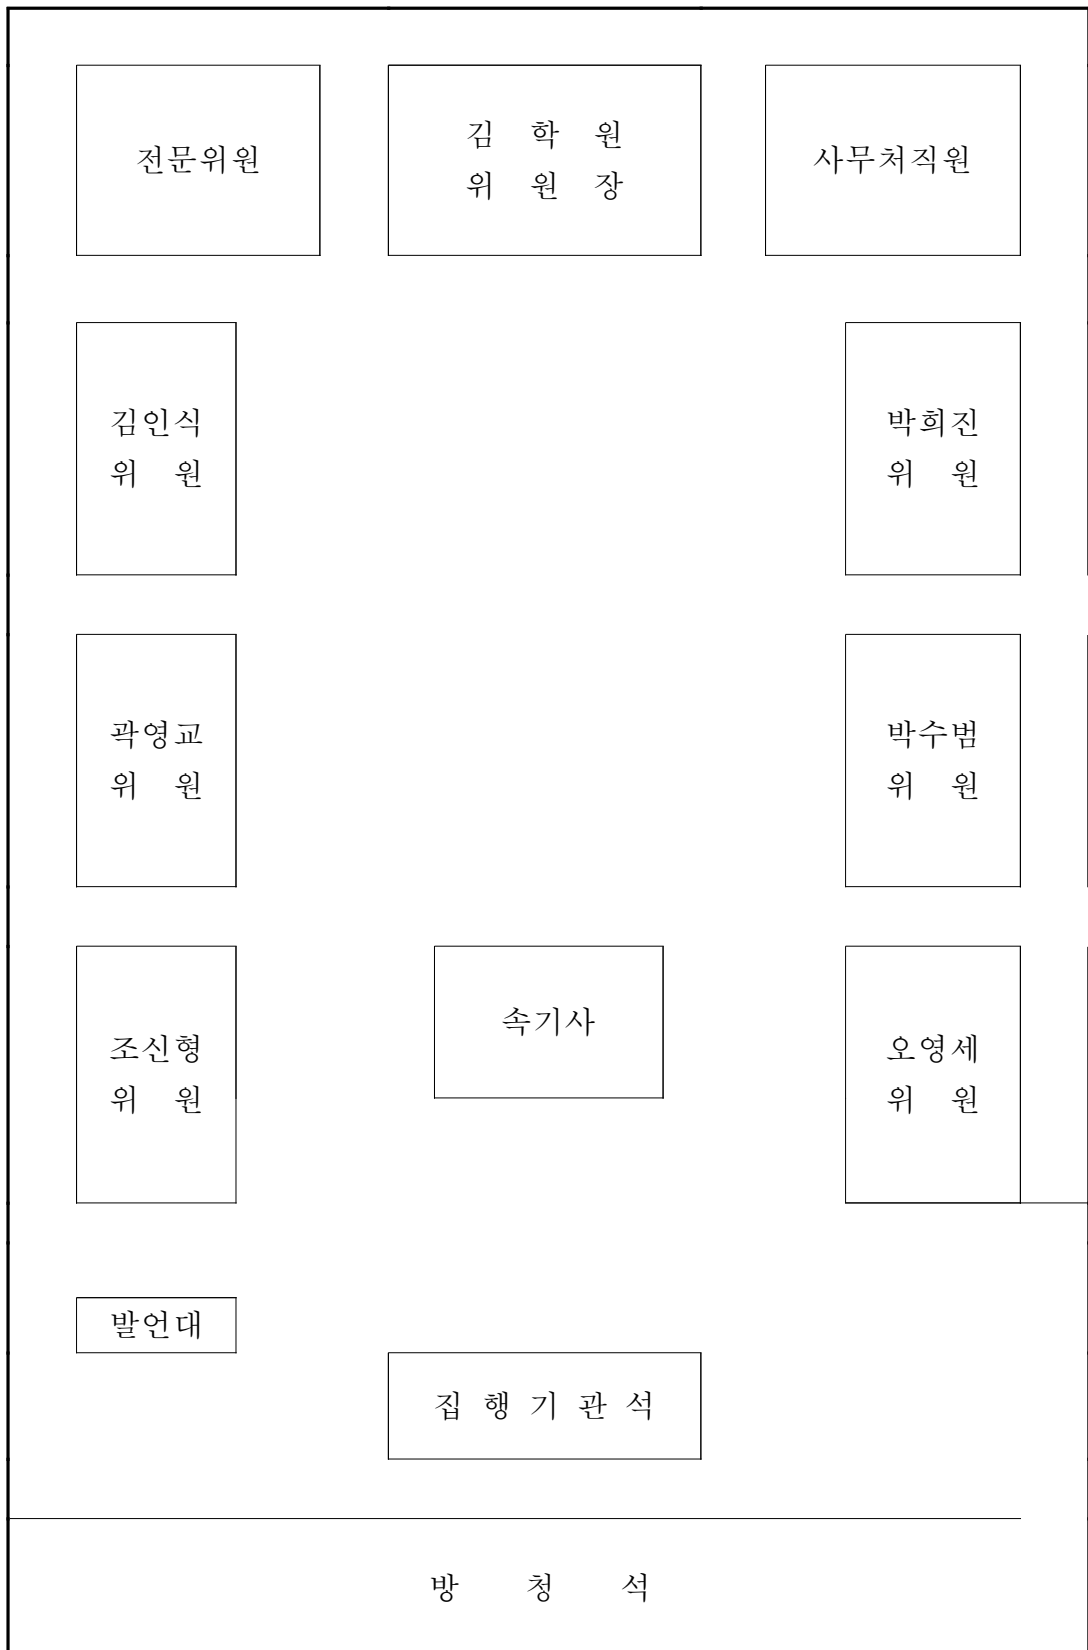 전문위원
김 학 원
위 원 장
사무처직원
김인식
위 원
박희진
위 원
곽영교
위 원
박수범
위 원
조신형
위 원
속기사
오영세
위 원
발언대
집 행 기 관 석
방 청 석